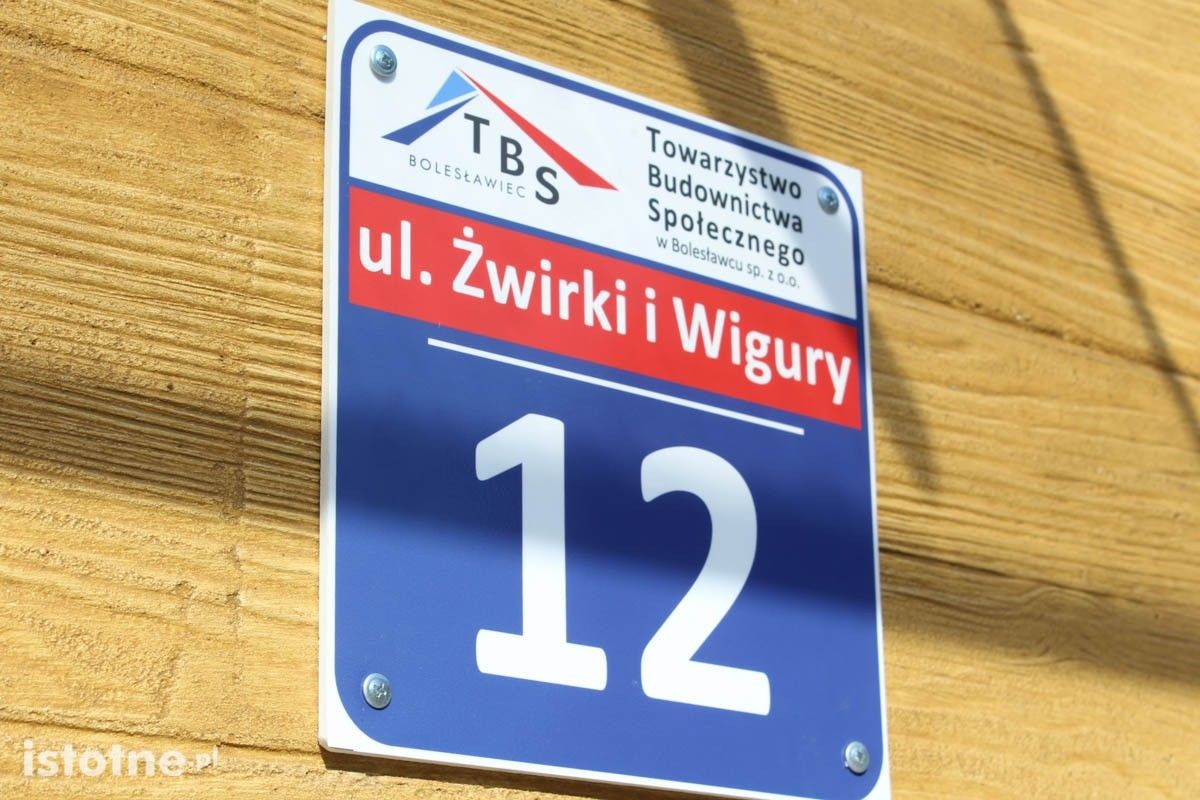 TBS
BOLESŁAWIEC
Towarzystwo
Budownictwa
Społecznego
w Bolesławcu sp. z o.o.
ul. Żwirki i Wigury
12
istotne.pl